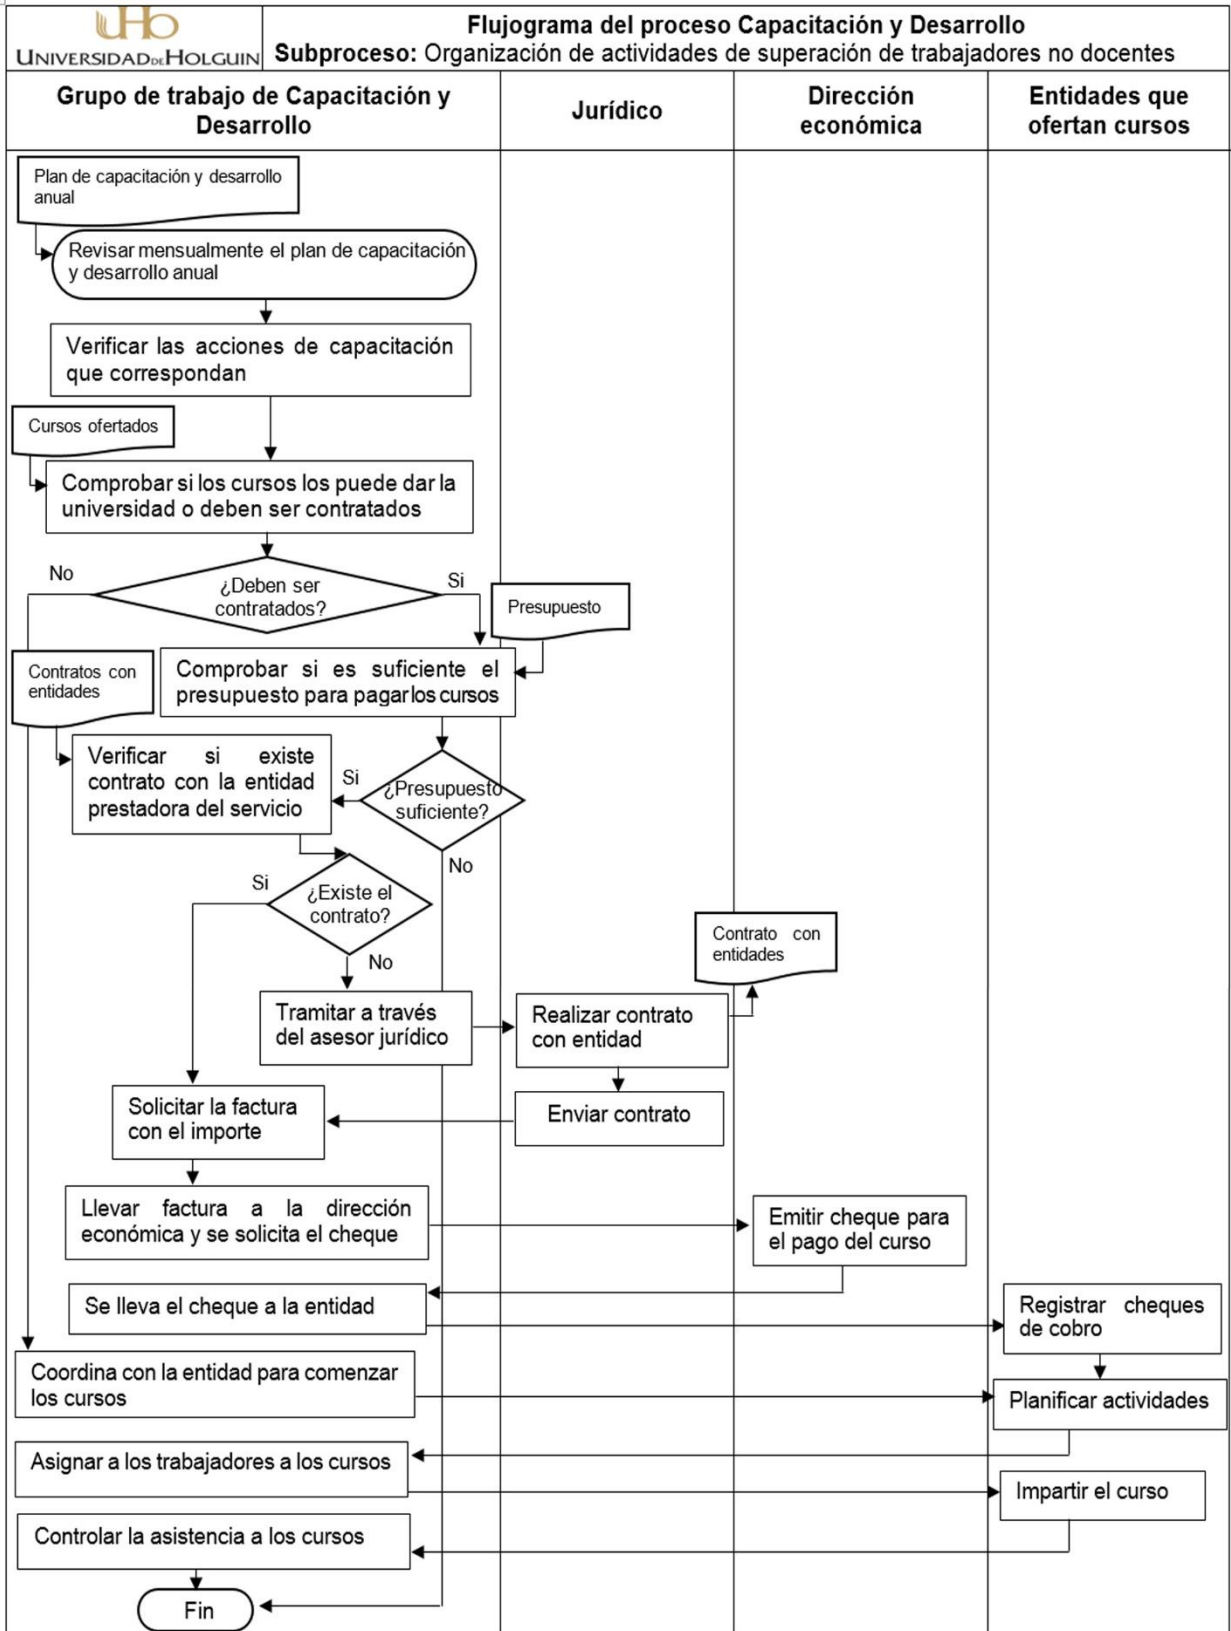 uHo
UNIVERSIDAD DE HOLGUIN
Flujograma del proceso Capacitación y Desarrollo
Subproceso: Organización de actividades de superación de trabajadores no docentes
Grupo de trabajo de Capacitación y
Desarrollo
Jurídico
Dirección
económica
Entidades que
ofertan cursos
Plan de capacitación y desarrollo
anual
Revisar mensualmente el plan de capacitación
y desarrollo anual
Verificar las acciones de capacitación
que correspondan
Cursos ofertados
Comprobar si los cursos los puede dar la
universidad o deben ser contratados
No
¿Deben ser
contratados?
Si
Presupuesto
Contratos con
entidades
Comprobar si es suficiente el
presupuesto para pagar los cursos
Verificar si existe
contrato con la entidad
prestadora del servicio
Si
¿Presupuesto
suficiente?
No
Si
¿Existe el
contrato?
No
Contrato con
entidades
Tramitar a través
del asesor jurídico
Realizar contrato
con entidad
Solicitar la factura
con el importe
Enviar contrato
Llevar factura a la dirección
económica y se solicita el cheque
Emitir cheque para
el pago del curso
Se lleva el cheque a la entidad
Registrar cheques
de cobro
Coordina con la entidad para comenzar
los cursos
Planificar actividades
Asignar a los trabajadores a los cursos
Impartir el curso
Controlar la asistencia a los cursos
Fin